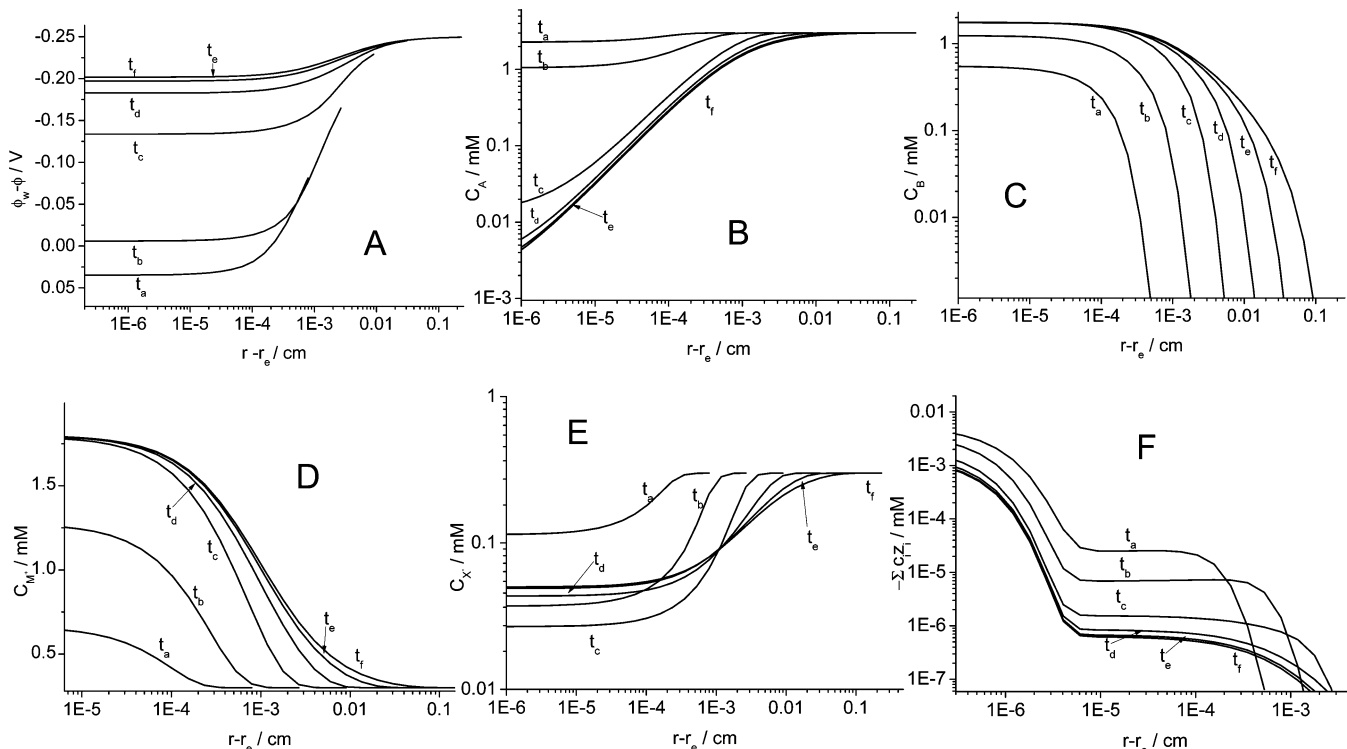 -0.25
-0.20
-0.15
-0.10
-0.05
0.00
0.05
ϕw-ϕ / V
te
tf
td
tc
tb
ta
A
1E-6 1E-5 1E-4 1E-3 0.01 0.1
r -re / cm
1
0.1
0.01
1E-3
CA / mM
ta
tb
tf
tc
td
te
B
1E-6 1E-5 1E-4 1E-3 0.01 0.1
r-re / cm
1
0.1
0.01
CB / mM
ta
tb
tc
td
te
tf
C
1E-6 1E-5 1E-4 1E-3 0.01 0.1
r-re / cm
1.5
1.0
0.5
CM+ / mM
D
td
tc
tb
te
ta
tf
1E-5 1E-4 1E-3 0.01 0.1
r-re / cm
1
0.1
0.01
CX- / mM
E
ta
tb
tf
te
td
tc
1E-6 1E-5 1E-4 1E-3 0.01 0.1
r-re / cm
0.01
1E-3
1E-4
1E-5
1E-6
1E-7
-Σ cizi / mM
F
ta
tb
tc
td
te
tf
1E-6 1E-5 1E-4 1E-3
r-re / cm